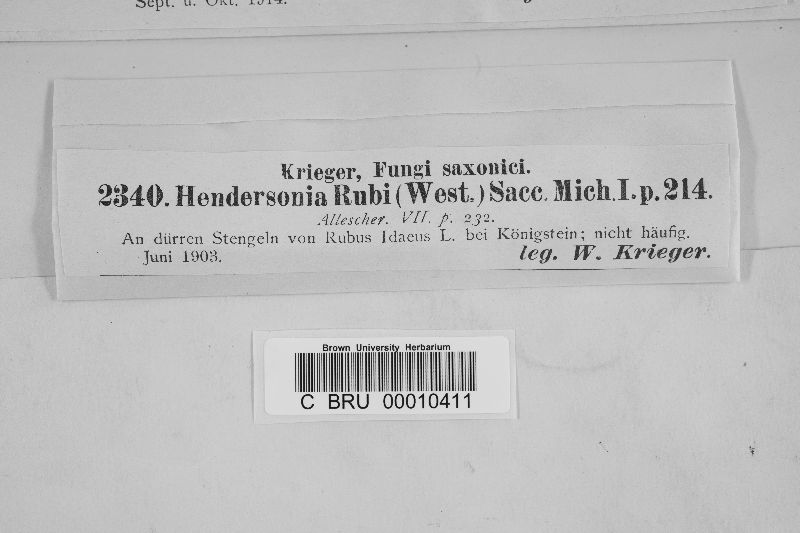 Sept. u. Okt. 1914.
Krieger, Fungi saxonici.
2340. Hendersonia Rubi (West.) Sacc. Mich. I. p. 214.
Allescher. VII. p. 232.
An dürren Stengeln von Rubus Idaeus L. bei Königstein; nicht häufig.
Juni 1903.
leg. W. Krieger.
Brown University Herbarium
C BRU 00010411